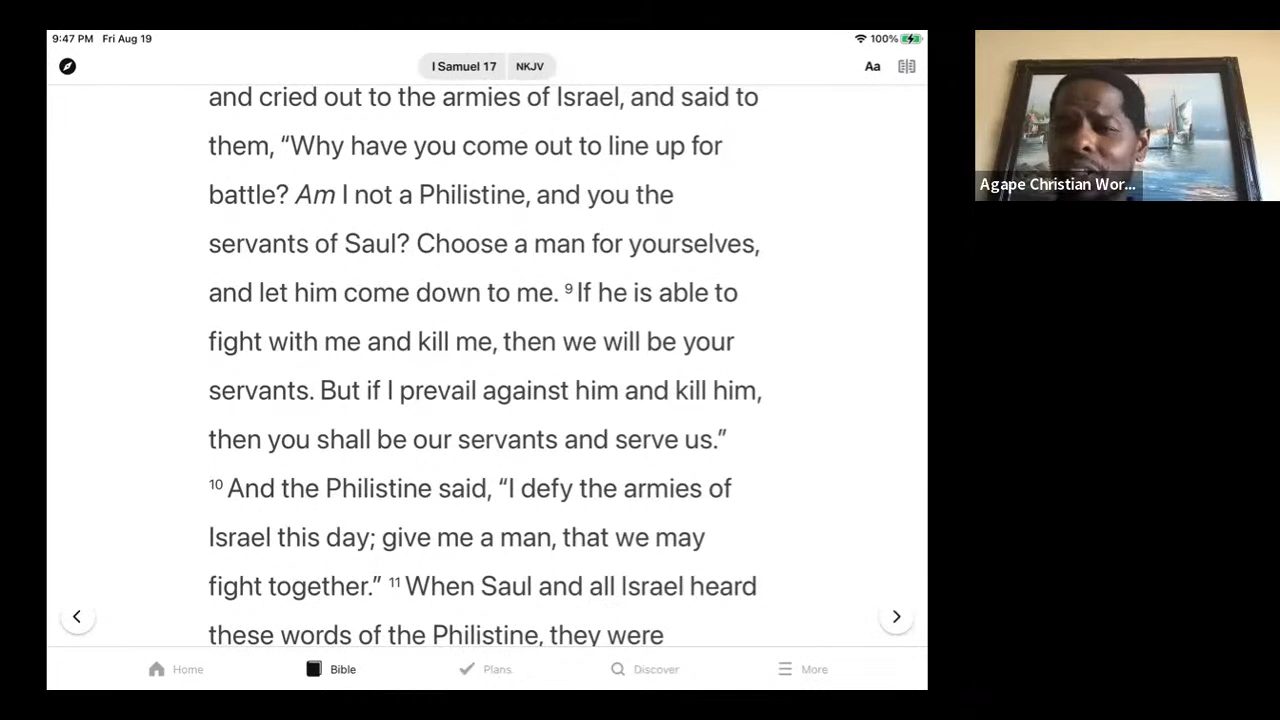 9:47 PM Fri Aug 19
100%
I Samuel 17 NKJV
Aa
and cried out to the armies of Israel, and said to
them, “Why have you come out to line up for
battle? Am I not a Philistine, and you the
servants of Saul? Choose a man for yourselves,
and let him come down to me. 9 If he is able to
fight with me and kill me, then we will be your
servants. But if I prevail against him and kill him,
then you shall be our servants and serve us.”
10 And the Philistine said, “I defy the armies of
Israel this day; give me a man, that we may
fight together.” 11 When Saul and all Israel heard
these words of the Philistine, they were
Home Bible Plans Discover More
Agape Christian Wor...